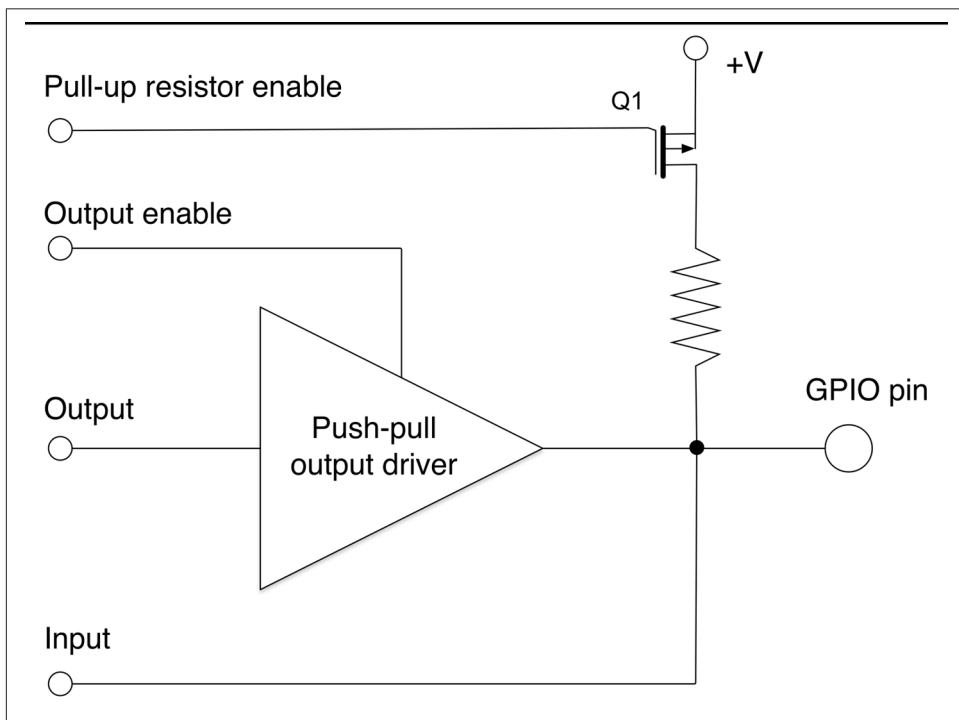 +V
Pull-up resistor enable
Q1
Output enable
GPIO pin
Output
Push-pull
output driver
Input